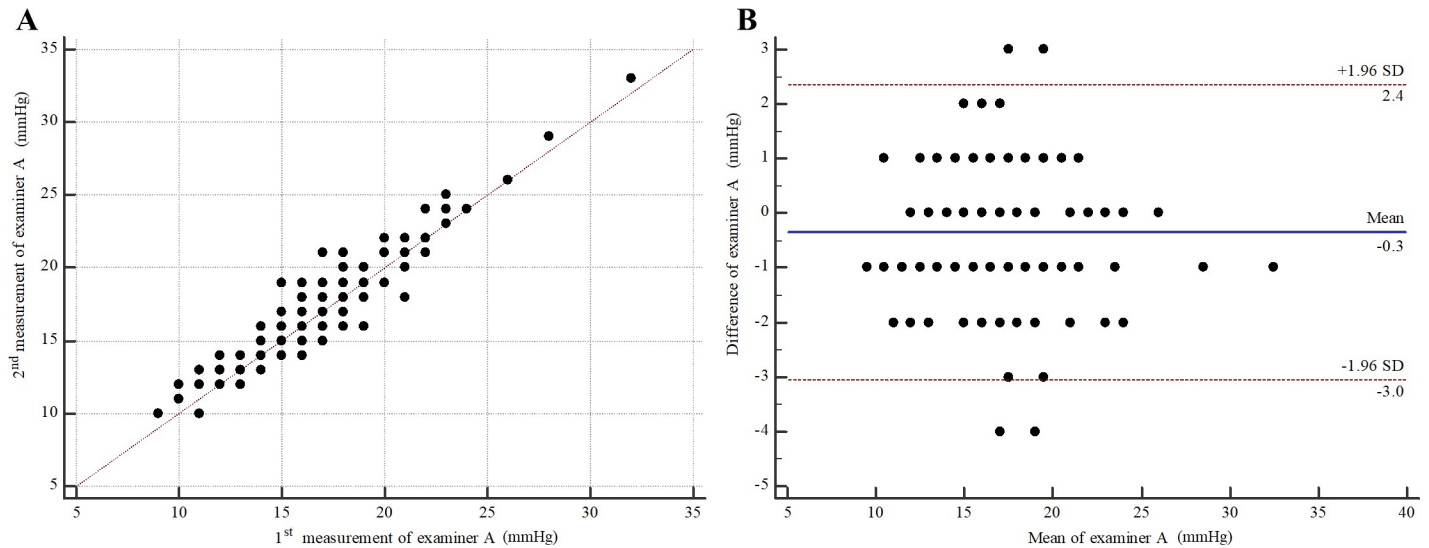 A
35
30
25
20
15
10
5
2nd measurement of examiner A (mmHg)
5 10 15 20 25 30 35
1st measurement of examiner A (mmHg)
B
3
2
1
0
-1
-2
-3
-4
-5
Difference of examiner A (mmHg)
+1.96 SD
2.4
Mean
-0.3
-1.96 SD
-3.0
5 10 15 20 25 30 35 40
Mean of examiner A (mmHg)